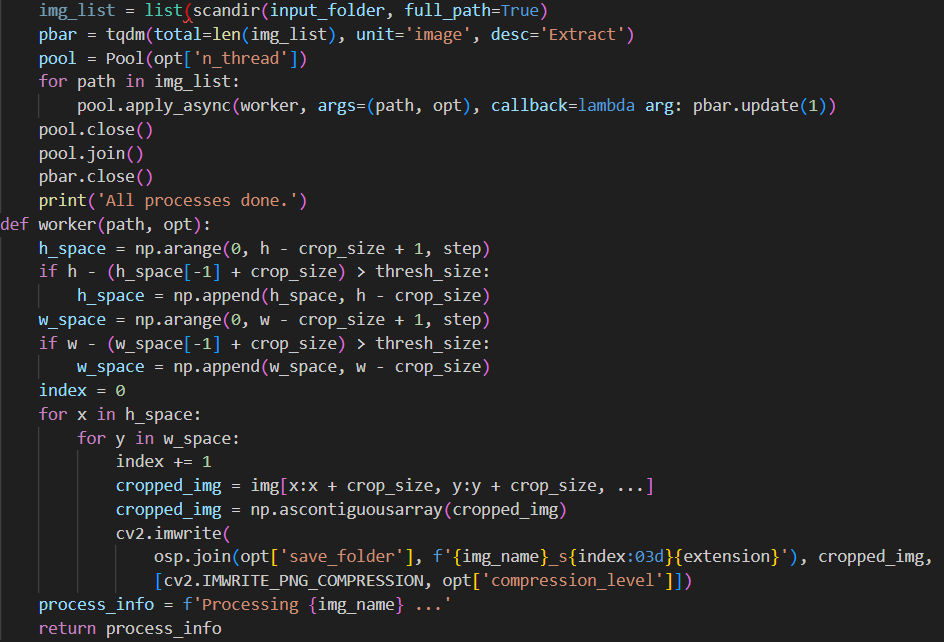 img_list = list(scandir(input_folder, full_path=True)
pbar = tqdm(total=len(img_list), unit='image', desc='Extract')
pool = Pool(opt['n_thread'])
for path in img_list:
    pool.apply_async(worker, args=(path, opt), callback=lambda arg: pbar.update(1))
pool.close()
pool.join()
pbar.close()
print('All processes done.')
def worker(path, opt):
    h_space = np.arange(0, h - crop_size + 1, step)
    if h - (h_space[-1] + crop_size) > thresh_size:
        h_space = np.append(h_space, h - crop_size)
    w_space = np.arange(0, w - crop_size + 1, step)
    if w - (w_space[-1] + crop_size) > thresh_size:
        w_space = np.append(w_space, w - crop_size)
    index = 0
    for x in h_space:
        for y in w_space:
            index += 1
            cropped_img = img[x:x + crop_size, y:y + crop_size, ...]
            cropped_img = np.ascontiguousarray(cropped_img)
            cv2.imwrite(
                osp.join(opt['save_folder'], f'{img_name}_s{index:03d}{extension}'), cropped_img,
                [cv2.IMWRITE_PNG_COMPRESSION, opt['compression_level']])
    process_info = f'Processing {img_name} ...'
    return process_info